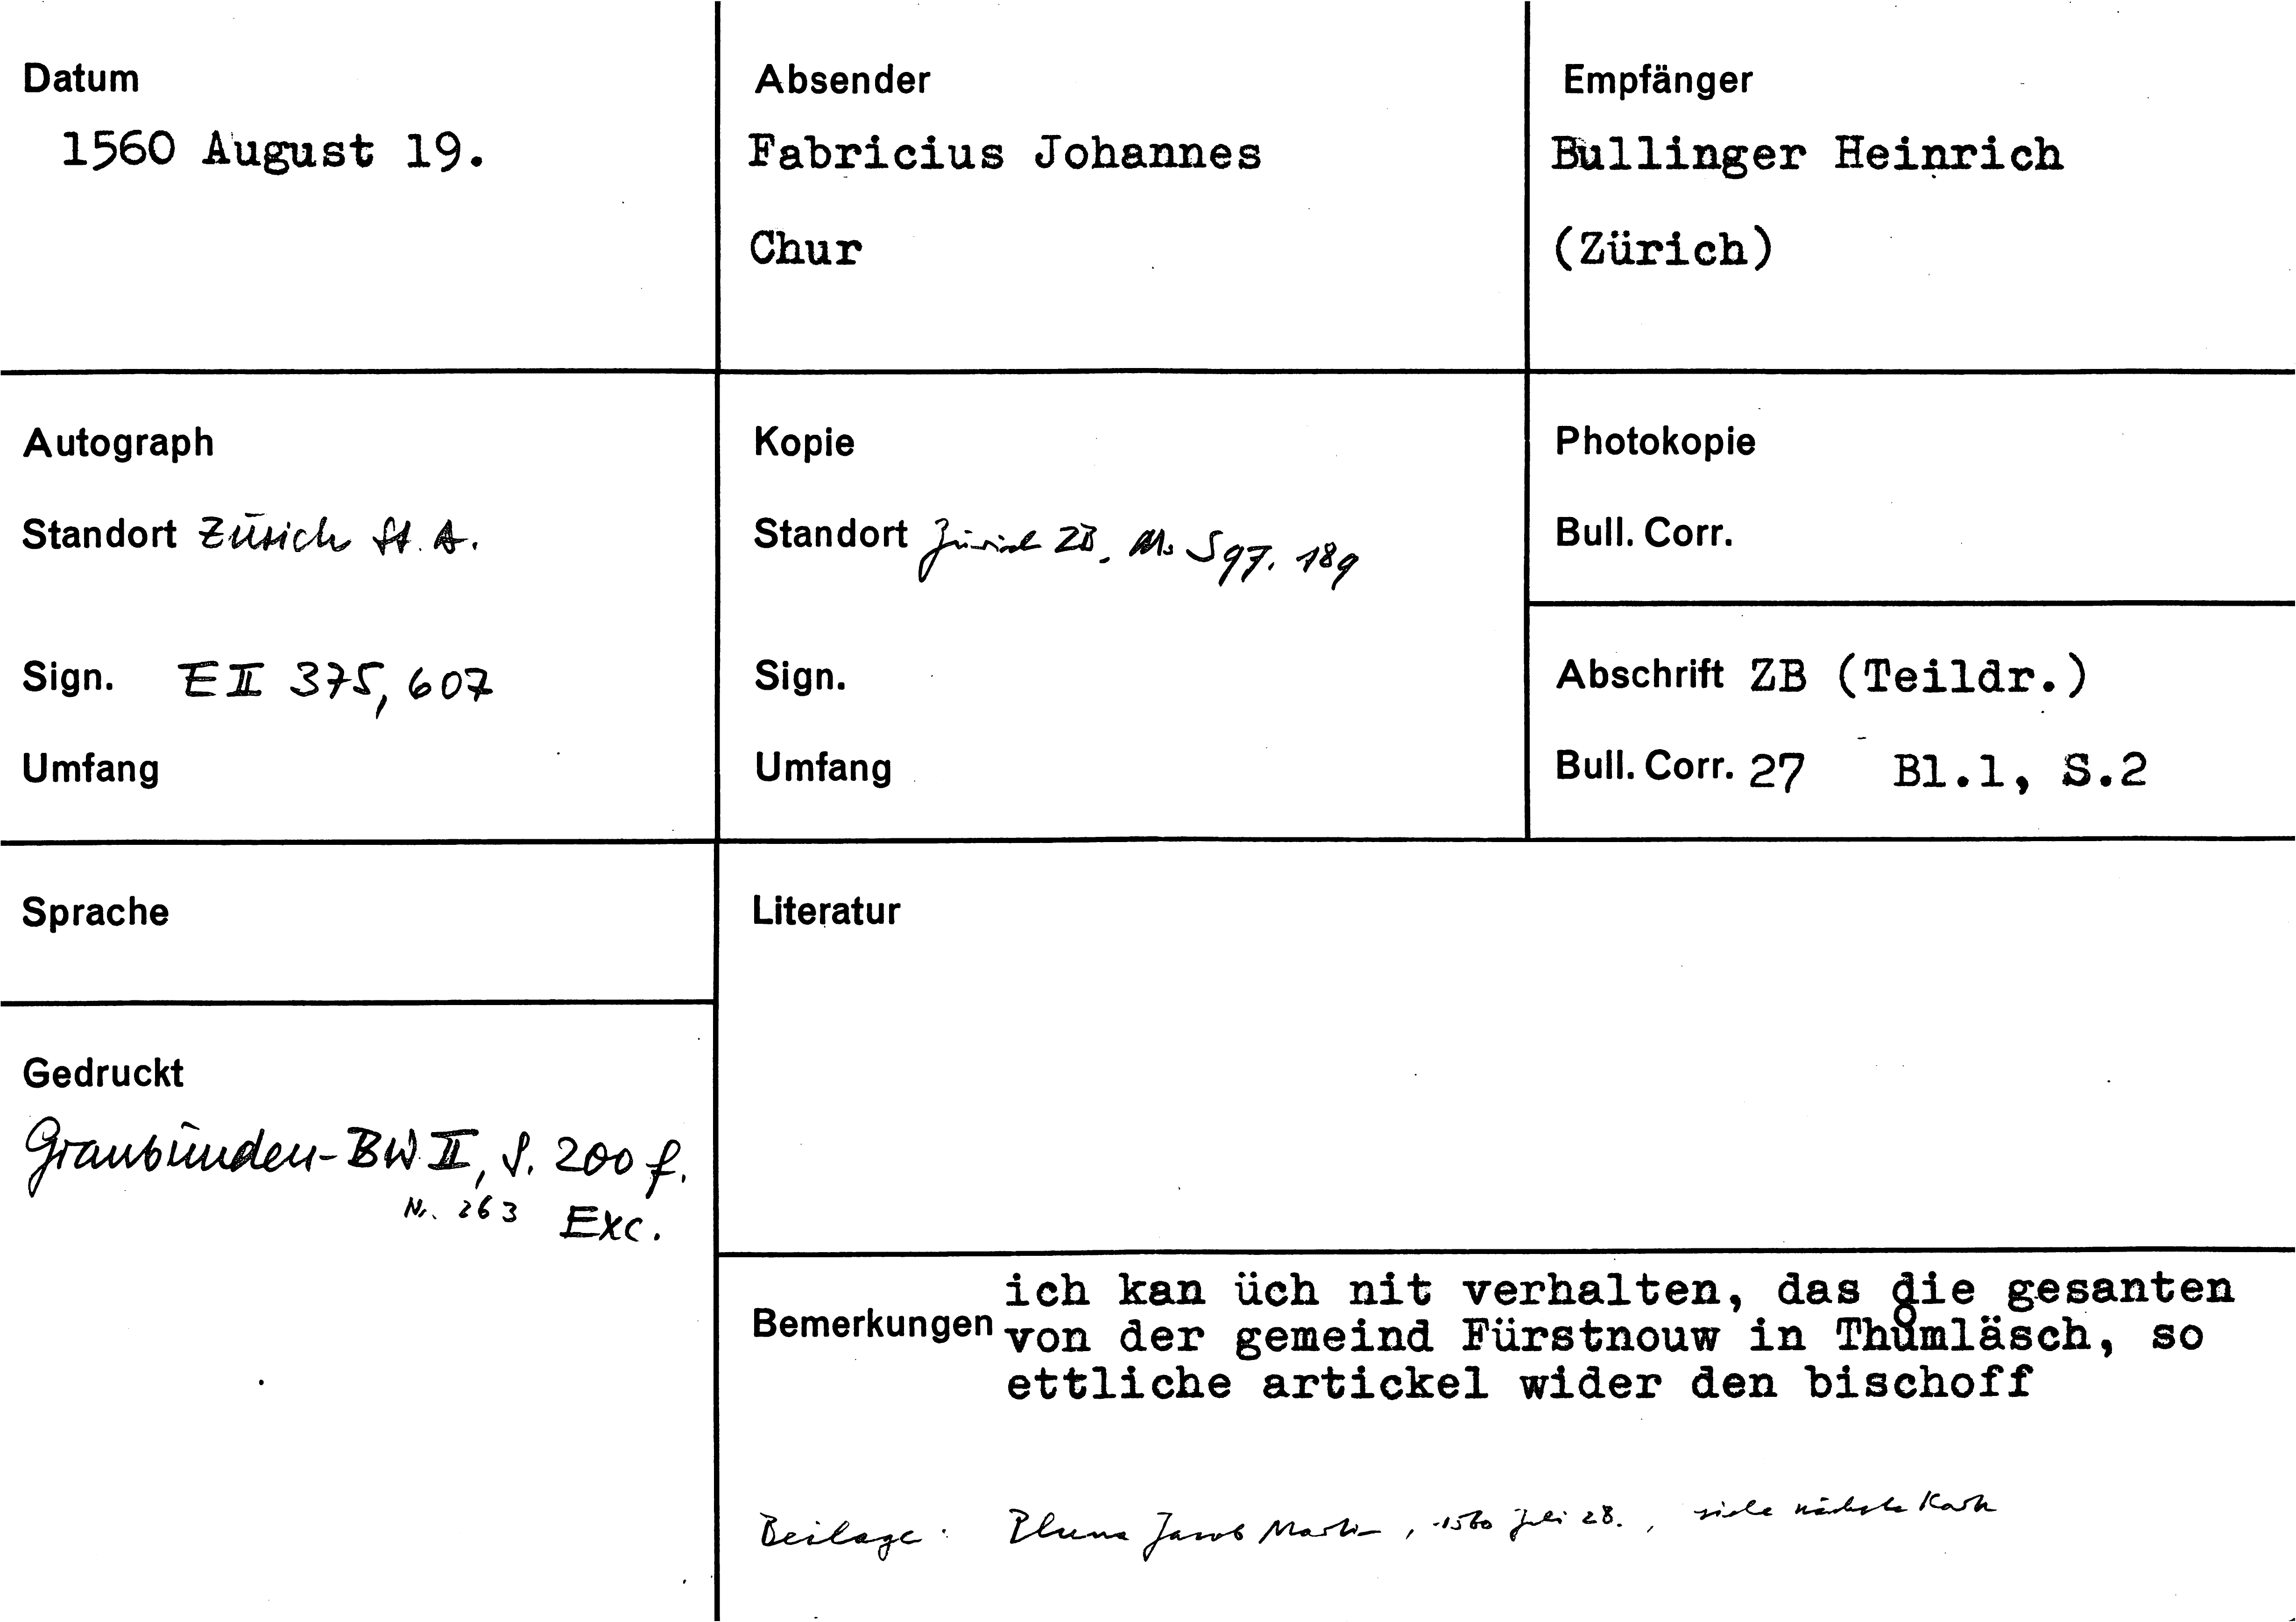 Datum
1560 August 19.
Absender
Fabricius Johannes
Chur
Empfänger
Bullinger Heinrich
(Zürich)
Autograph
Standort Zürich St. A.
Sign. E II 375, 607
Umfang
Kopie
Standort Zürich ZB. Ms S 97. 189
Sign.
Umfang
Photokopie
Bull. Corr.
Abschrift ZB (Teildr.)
Bull. Corr. 27 Bl.1, S.2
Sprache
Gedruckt
Graubünden-BW II, S. 200 f.
Nr. 263 Exc.
Literatur
Bemerkungen
ich kan üch nit verhalten, das die gesanten
von der gemeind Fürstnouw in Thůmläsch, so
ettliche artickel wider den bischoff
Beilage: Jacob Martin, 1560 Juli 28., siehe nächste Karte